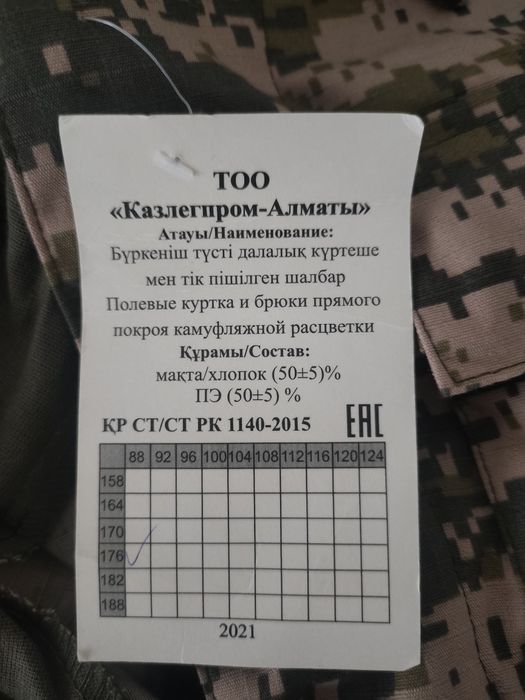 ТОО
«Казлегпром-Алматы»
Атауы/Наименование:
Бүркеніш түсті далалық күртеше
мен тік пішілген шалбар
Полевые куртка и брюки прямого
покроя камуфляжной расцветки
Құрамы/Состав:
мақта/хлопок (50±5)%
ПЭ (50±5) %
ҚР СТ/СТ РК 1140-2015 EAC
88 92 96 100 104 108 112 116 120 124
158
164
170
176
182
188
2021